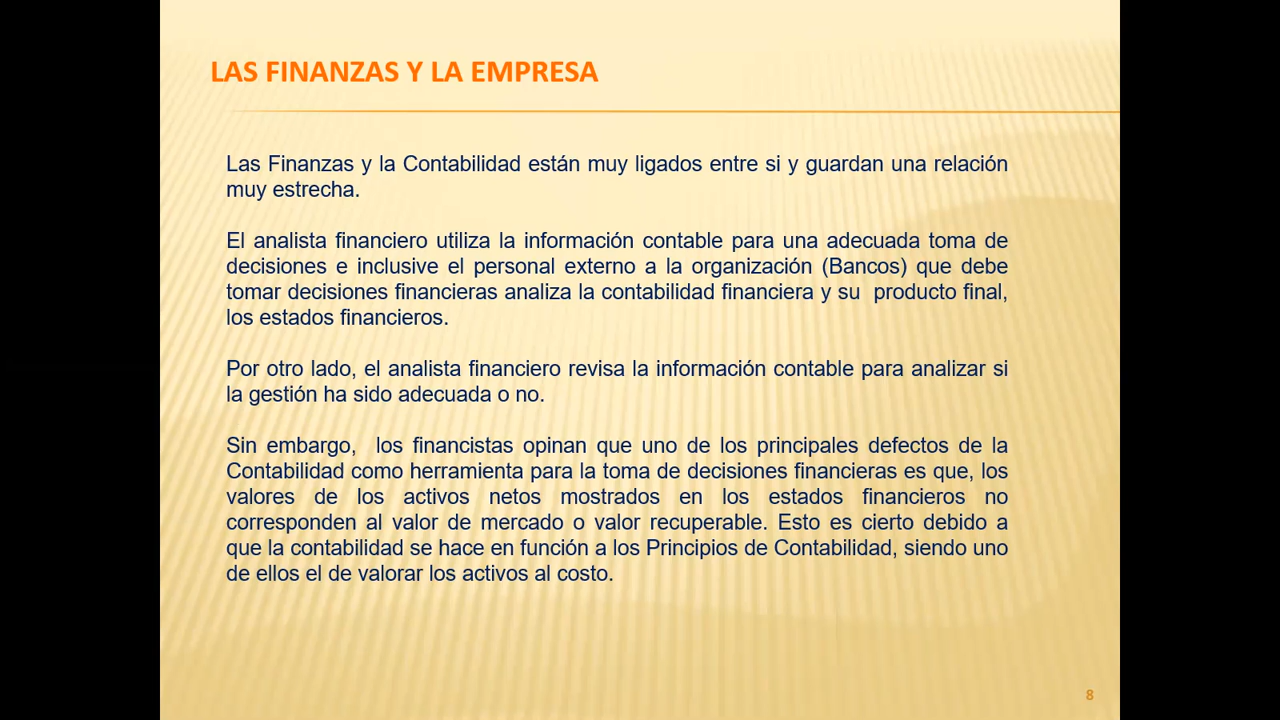 LAS FINANZAS Y LA EMPRESA
Las Finanzas y la Contabilidad están muy ligados entre si y guardan una relación
muy estrecha.
El analista financiero utiliza la información contable para una adecuada toma de
decisiones e inclusive el personal externo a la organización (Bancos) que debe
tomar decisiones financieras analiza la contabilidad financiera y su  producto final,
los estados financieros.
Por otro lado, el analista financiero revisa la información contable para analizar si
la gestión ha sido adecuada o no.
Sin embargo,  los financistas opinan que uno de los principales defectos de la
Contabilidad como herramienta para la toma de decisiones financieras es que, los
valores de los activos netos mostrados en los estados financieros no
corresponden al valor de mercado o valor recuperable. Esto es cierto debido a
que la contabilidad se hace en función a los Principios de Contabilidad, siendo uno
de ellos el de valorar los activos al costo.
8